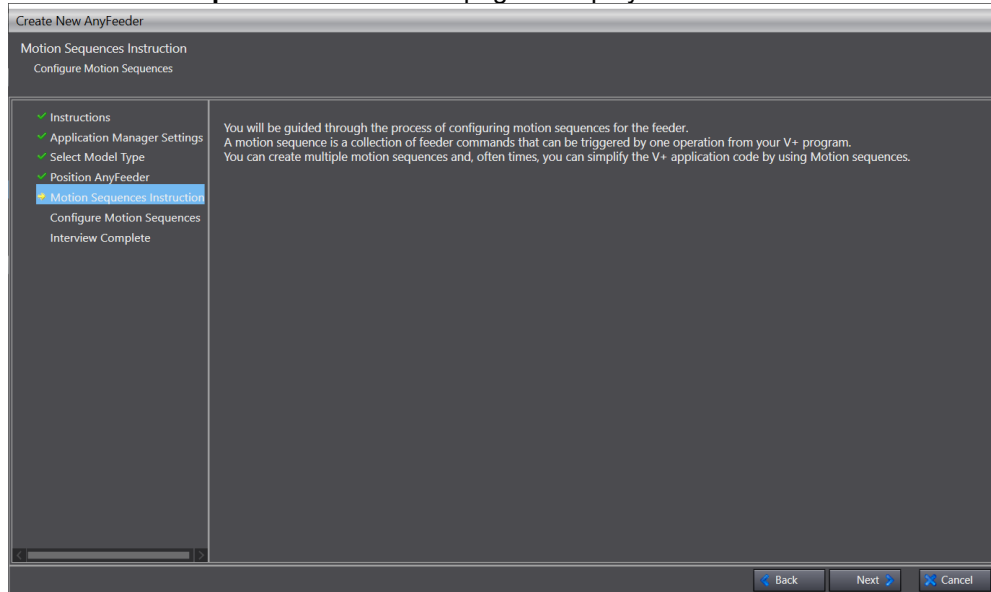 Create New AnyFeeder
Motion Sequences Instruction
Configure Motion Sequences
Instructions
Application Manager Settings
Select Model Type
Position AnyFeeder
Motion Sequences Instruction
Configure Motion Sequences
Interview Complete
You will be guided through the process of configuring motion sequences for the feeder.
A motion sequence is a collection of feeder commands that can be triggered by one operation from your V+ program.
You can create multiple motion sequences and, often times, you can simplify the V+ application code by using Motion sequences.
Back Next Cancel